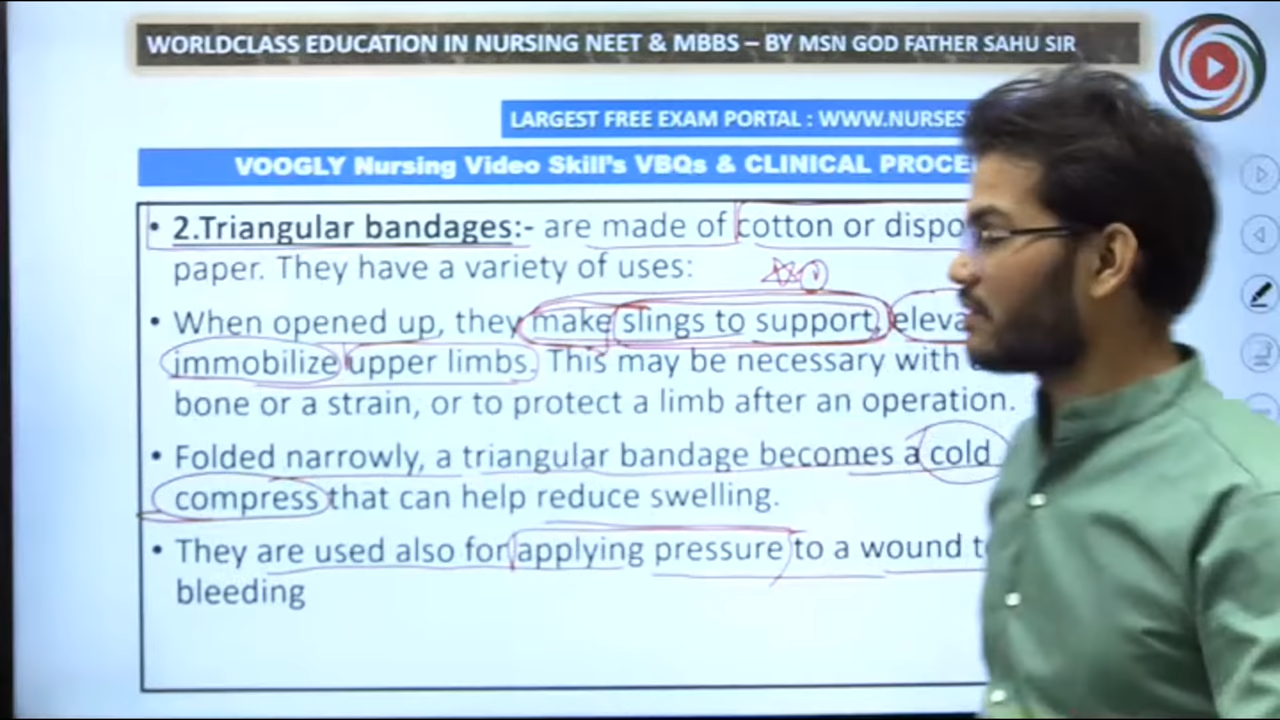 WORLDCLASS EDUCATION IN NURSING NEET & MBBS – BY MSN GOD FATHER SAHU SIR
LARGEST FREE EXAM PORTAL : WWW.NURSES
VOOGLY Nursing Video Skill's VBQs & CLINICAL PROCE
• 2.Triangular bandages:- are made of cotton or dispo
paper. They have a variety of uses:
• When opened up, they make slings to support, eleva
immobilize upper limbs. This may be necessary with a
bone or a strain, or to protect a limb after an operation.
• Folded narrowly, a triangular bandage becomes a cold
compress that can help reduce swelling.
• They are used also for applying pressure to a wound t
bleeding